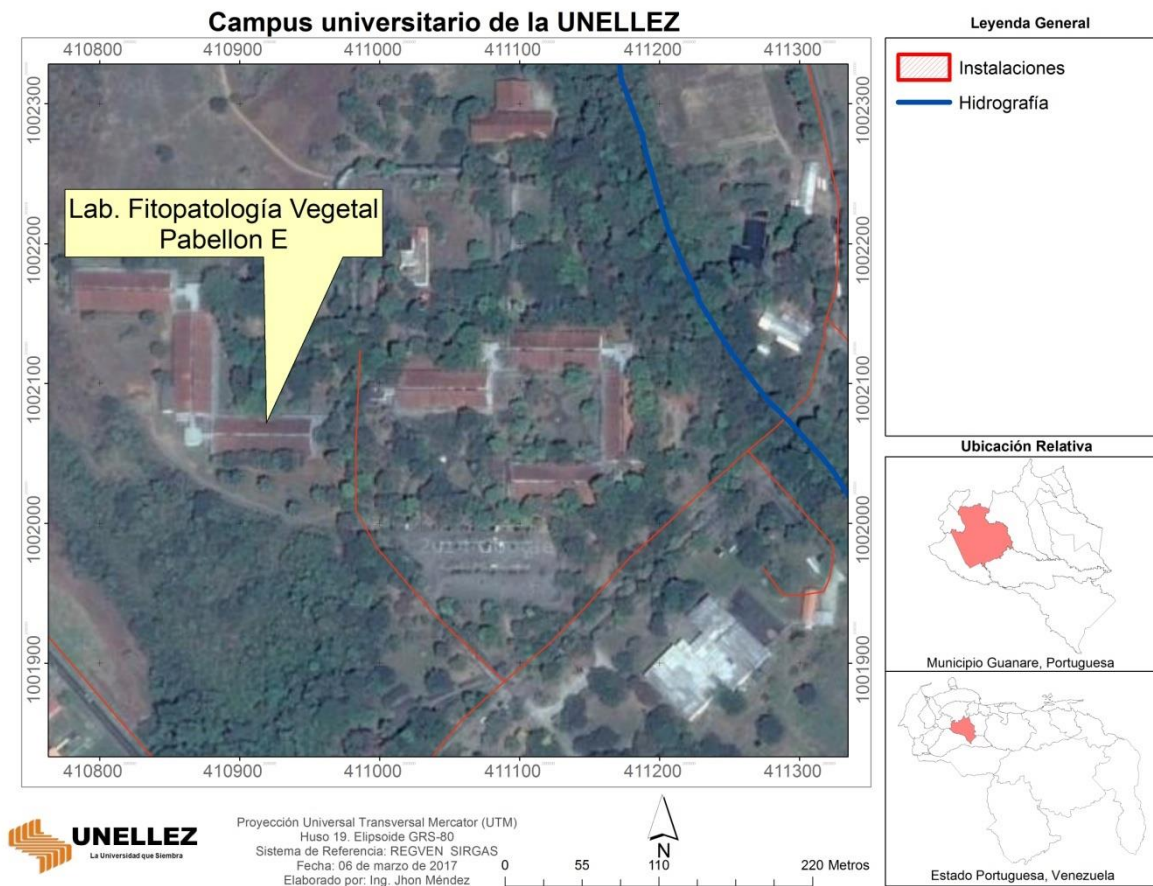 Campus universitario de la UNELLEZ
410800 410900 411000 411100 411200 411300
1002300
1002200
1002100
1002000
1001900
Lab. Fitopatología Vegetal
Pabellon E
1002300
1002200
1002100
1002000
1001900
410800 410900 411000 411100 411200 411300
Leyenda General
Instalaciones
Hidrografía
Ubicación Relativa
Municipio Guanare, Portuguesa
Estado Portuguesa, Venezuela
UNELLEZ
La Universidad que Siembra
Proyección Universal Transversal Mercator (UTM)
Huso 19. Elipsoide GRS-80
Sistema de Referencia: REGVEN SIRGAS
Fecha: 06 de marzo de 2017
Elaborado por: Ing. Jhon Méndez
N
0 55 110 220 Metros